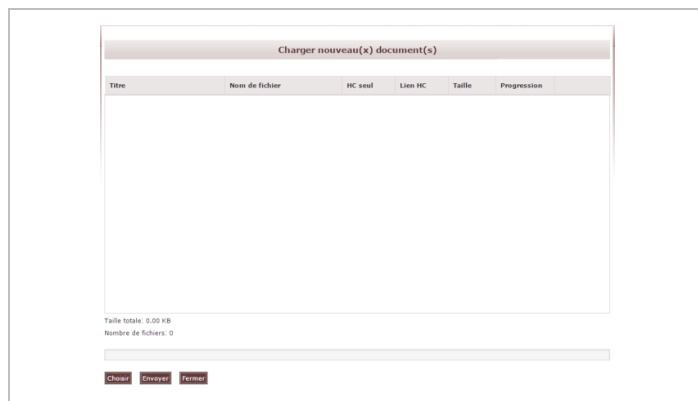 Charger nouveau(x) document(s)
Titre Nom de fichier HC seul Lien HC Taille Progression
Taille totale: 0.00 KB
Nombre de fichiers: 0
Choisir Envoyer Fermer